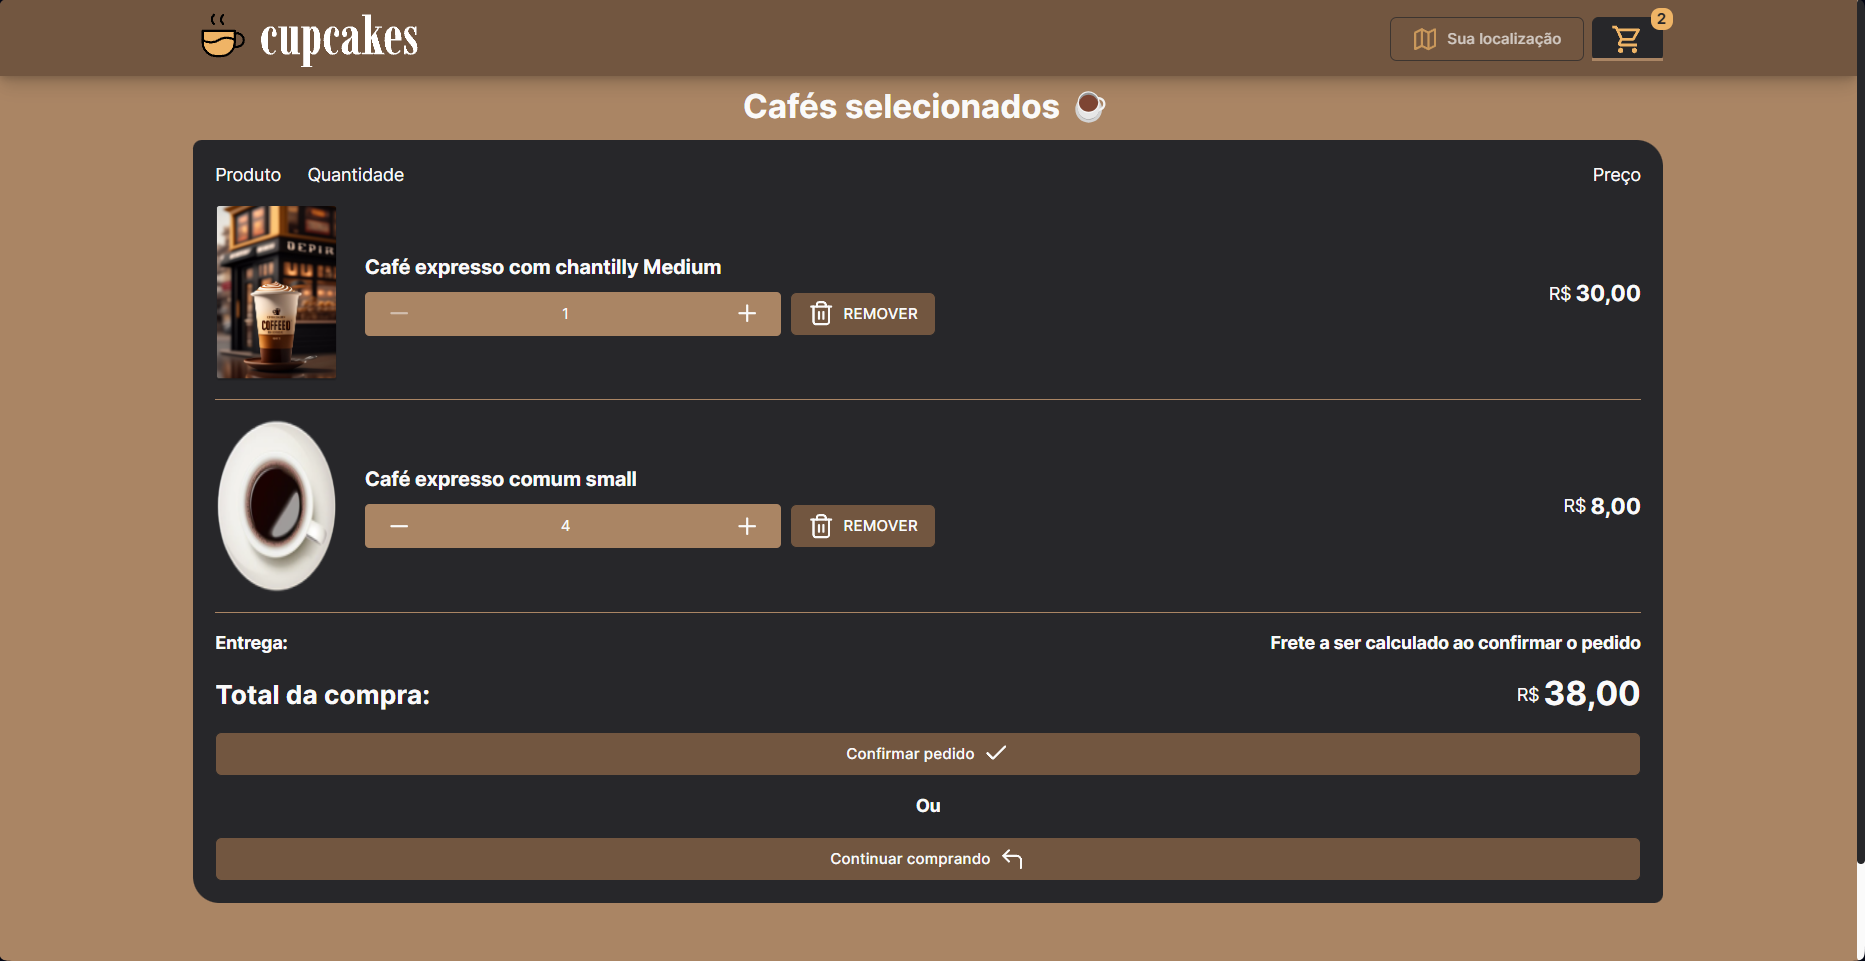 cupcakes
Sua localização
2
Cafés selecionados
Produto Quantidade Preço
DEPIR
COFFEEO
Café expresso com chantilly Medium
1
REMOVER
R$ 30,00
Café expresso comum small
4
REMOVER
R$ 8,00
Entrega: Frete a ser calculado ao confirmar o pedido
Total da compra: R$ 38,00
Confirmar pedido
Ou
Continuar comprando